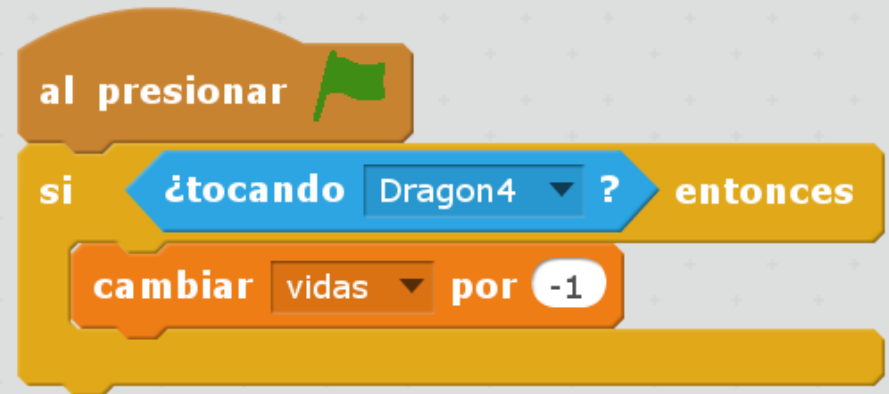 al presionar
si ¿tocando Dragon4 ? entonces
cambiar vidas por -1